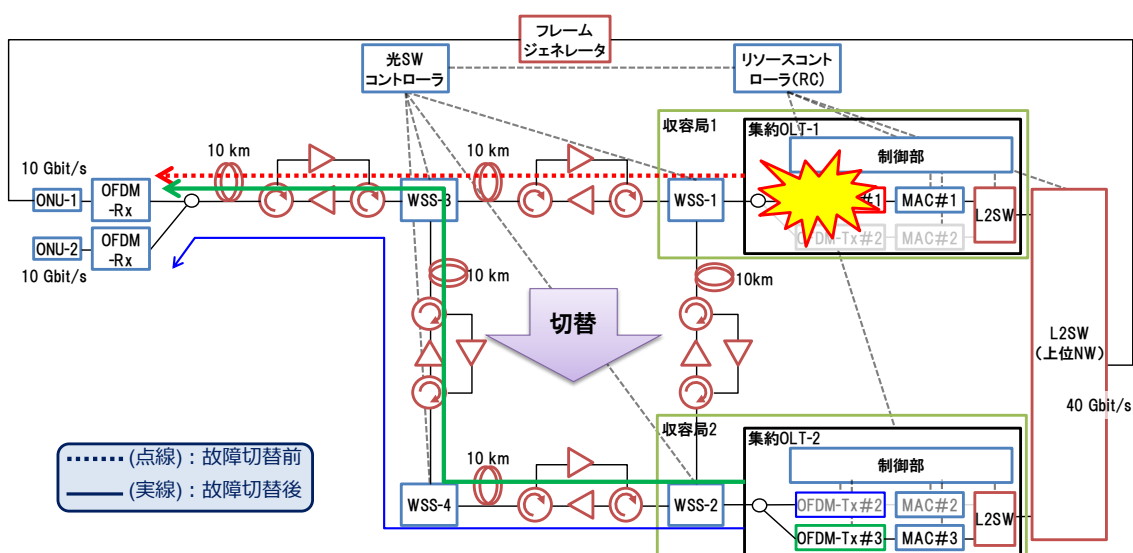 フレーム
ジェネレータ
光SW
コントローラ
リソースコント
ローラ(RC)
収容局1
集約OLT-1
制御部
10 Gbit/s
10 km
10 km
ONU-1
OFDM
-Rx
WSS-3
WSS-1
#1
MAC#1
L2SW
ONU-2
OFDM
-Rx
OFDM-Tx#2
MAC#2
10 Gbit/s
10 km
10km
切替
L2SW
(上位NW)
40 Gbit/s
収容局2
集約OLT-2
制御部
(点線):故障切替前
(実線):故障切替後
10 km
WSS-4
WSS-2
OFDM-Tx#2
MAC#2
L2SW
OFDM-Tx#3
MAC#3